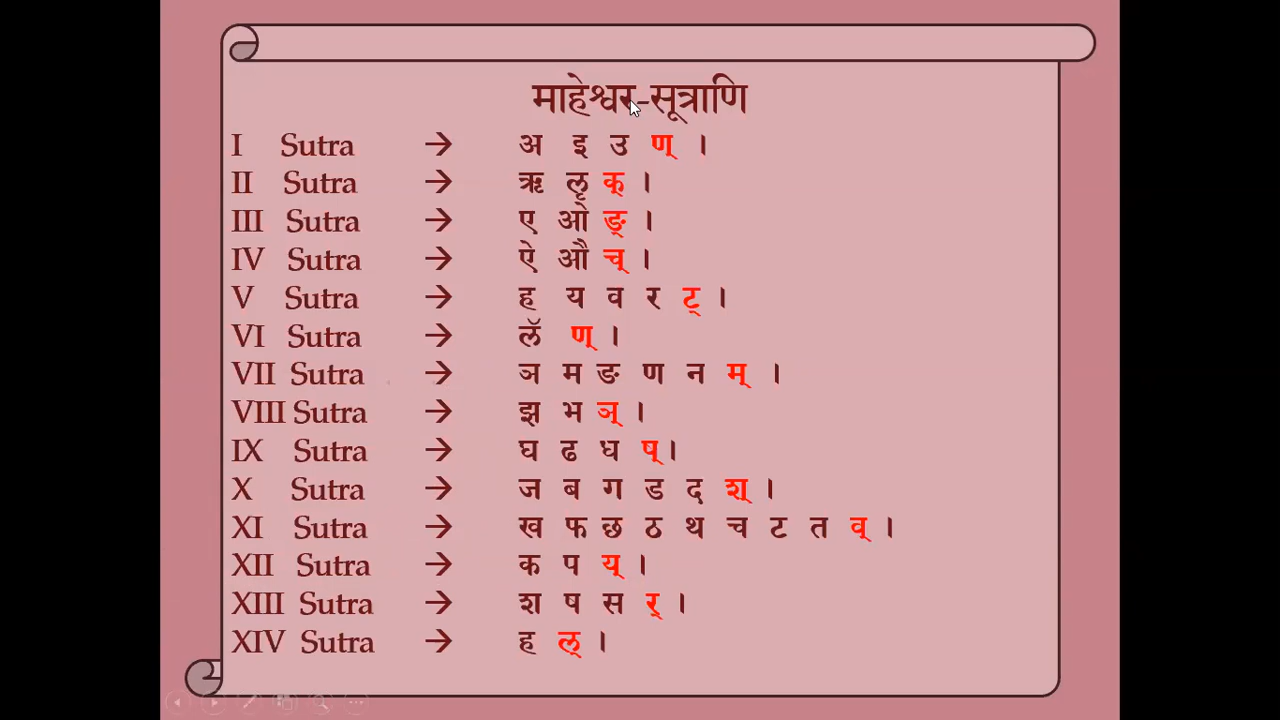 माहेश्वर-सूत्राणि
I Sutra → अ इ उ ण् ।
II Sutra → ऋ लृ क् ।
III Sutra → ए ओ ङ् ।
IV Sutra → ऐ औ च् ।
V Sutra → ह य व र ट् ।
VI Sutra → लॅ ण् ।
VII Sutra → ञ म ङ ण न म् ।
VIII Sutra → झ भ ञ् ।
IX Sutra → घ ढ ध ष् ।
X Sutra → ज ब ग ड द श् ।
XI Sutra → ख फ छ ठ थ च ट त व् ।
XII Sutra → क प य् ।
XIII Sutra → श ष स र् ।
XIV Sutra → ह ल् ।